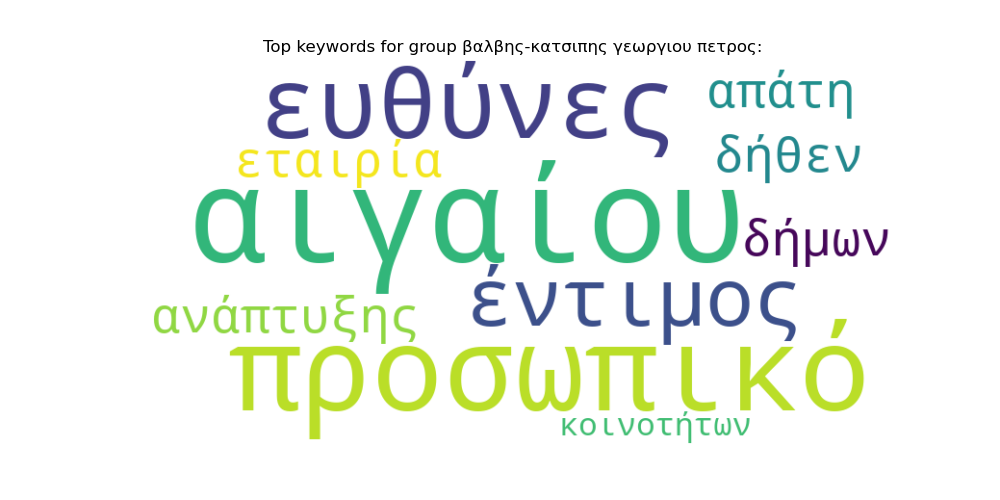 Top keywords for group βαλβης-κατσιπης γεωργιου πετρος:
ευθύνες
απάτη
εταιρία
δήθεν
αιγαίου
δήμων
έντιμος
ανάπτυξης
προσωπικό
κοινοτήτων